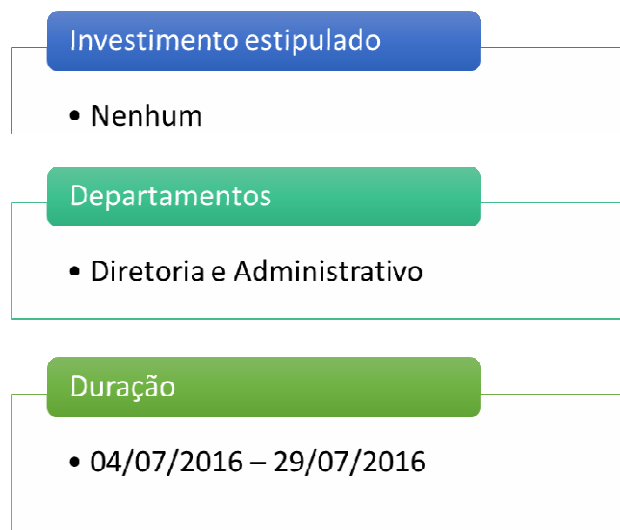 Investimento estipulado
• Nenhum
Departamentos
• Diretoria e Administrativo
Duração
• 04/07/2016 – 29/07/2016